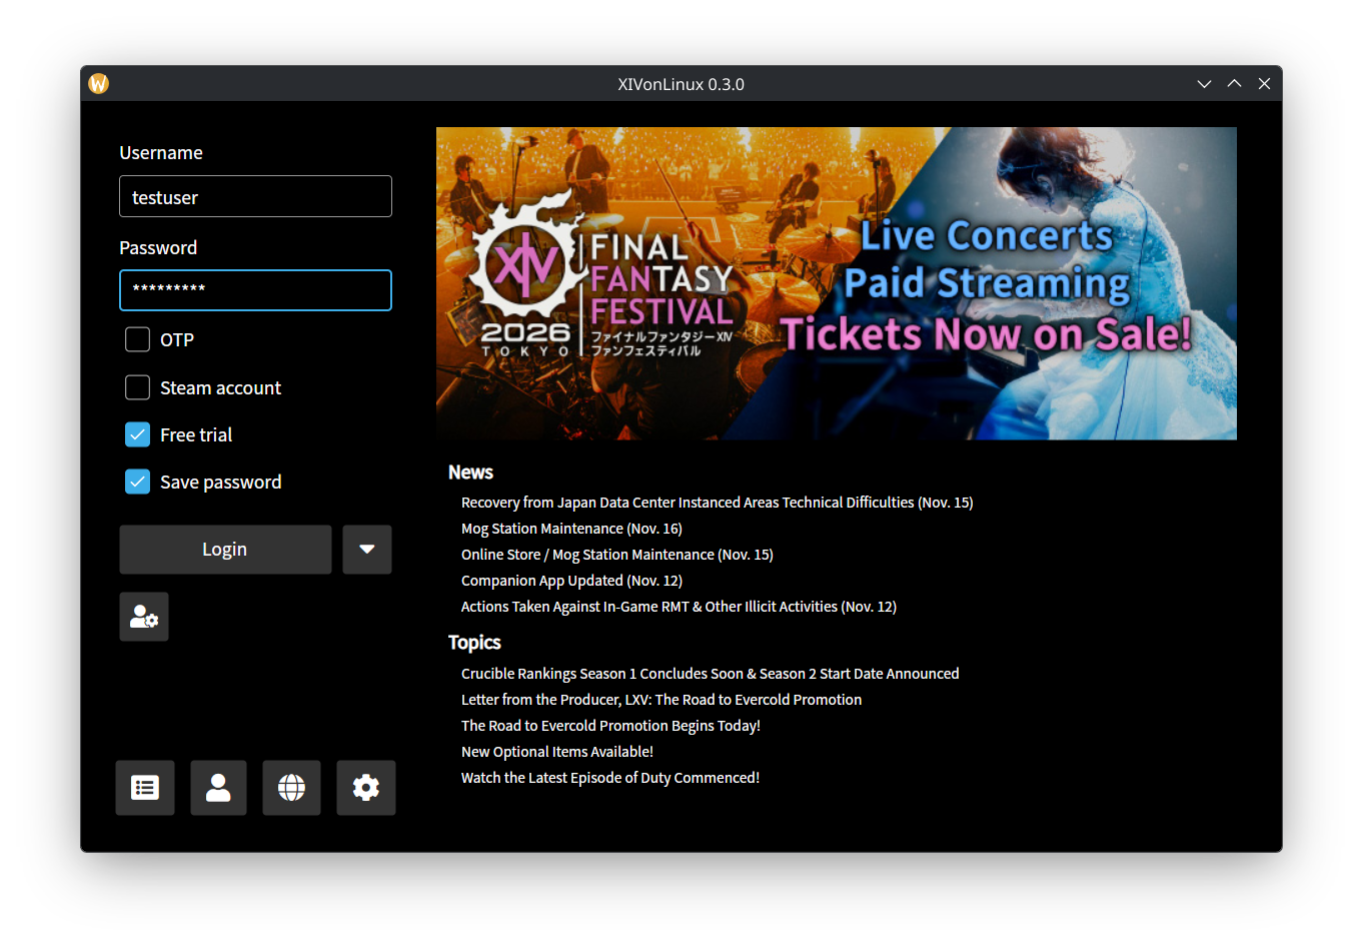 XIVonLinux 0.3.0
Username
testuser
Password
*********
OTP
Steam account
Free trial
Save password
Login
XIV
FINAL
FANTASY
FESTIVAL
2026
TOKYO
ファイナルファンタジーXIV
ファンフェスティバル
Live Concerts
Paid Streaming
Tickets Now on Sale!
News
Recovery from Japan Data Center Instanced Areas Technical Difficulties (Nov. 15)
Mog Station Maintenance (Nov. 16)
Online Store / Mog Station Maintenance (Nov. 15)
Companion App Updated (Nov. 12)
Actions Taken Against In-Game RMT & Other Illicit Activities (Nov. 12)
Topics
Crucible Rankings Season 1 Concludes Soon & Season 2 Start Date Announced
Letter from the Producer, LXV: The Road to Evercold Promotion
The Road to Evercold Promotion Begins Today!
New Optional Items Available!
Watch the Latest Episode of Duty Commenced!